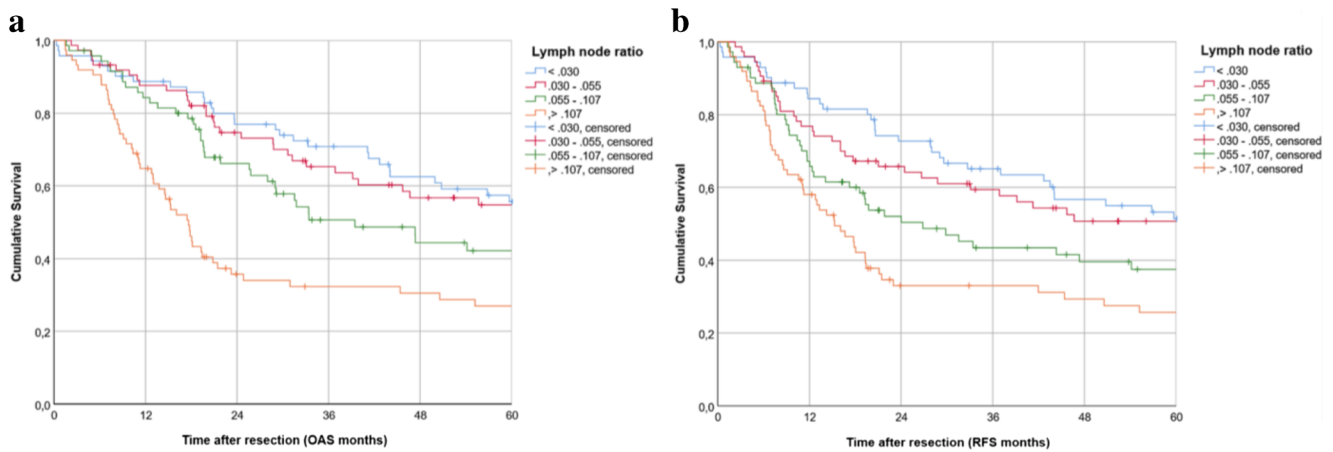 a
Lymph node ratio
< .030
.030 - .055
.055 - .107
,> .107
< .030, censored
.030 - .055, censored
.055 - .107, censored
,> .107, censored
Cumulative Survival
1,0
0,8
0,6
0,4
0,2
0,0
0 12 24 36 48 60
Time after resection (OAS months)
b
Lymph node ratio
< .030
.030 - .055
.055 - .107
,> .107
< .030, censored
.030 - .055, censored
.055 - .107, censored
,> .107, censored
Cumulative Survival
1,0
0,8
0,6
0,4
0,2
0,0
0 12 24 36 48 60
Time after resection (RFS months)